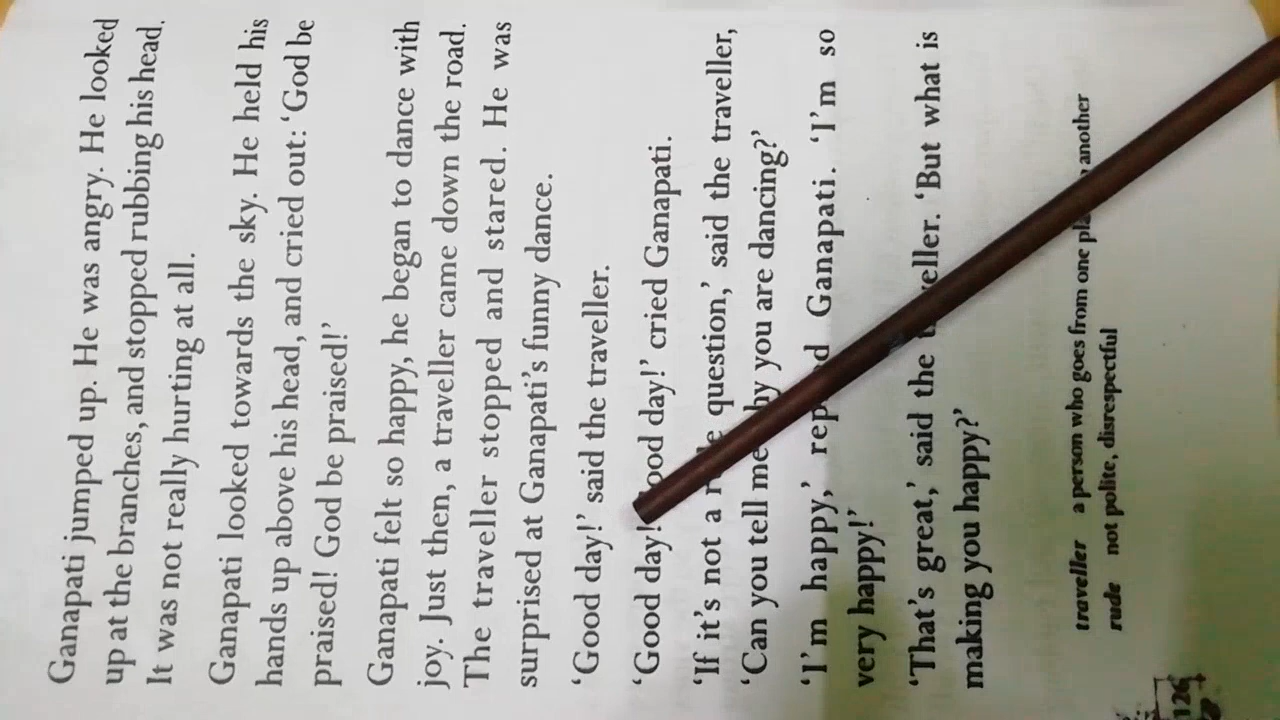 Ganapati jumped up. He was angry. He looked
up at the branches, and stopped rubbing his head.
It was not really hurting at all.
Ganapati looked towards the sky. He held his
hands up above his head, and cried out: ‘God be
praised! God be praised!’
Ganapati felt so happy, he began to dance with
joy. Just then, a traveller came down the road.
The traveller stopped and stared. He was
surprised at Ganapati’s funny dance.
‘Good day!’ said the traveller.
‘Good day! Good day!’ cried Ganapati.
‘If it’s not a question,’ said the traveller,
‘Can you tell me why you are dancing?’
‘I’m happy,’ Ganapati. ‘I’m so
very happy!’
‘That’s great,’ said the traveller. ‘But what is
making you happy?’
traveller a person who goes from one another
rude not polite, disrespectful
126